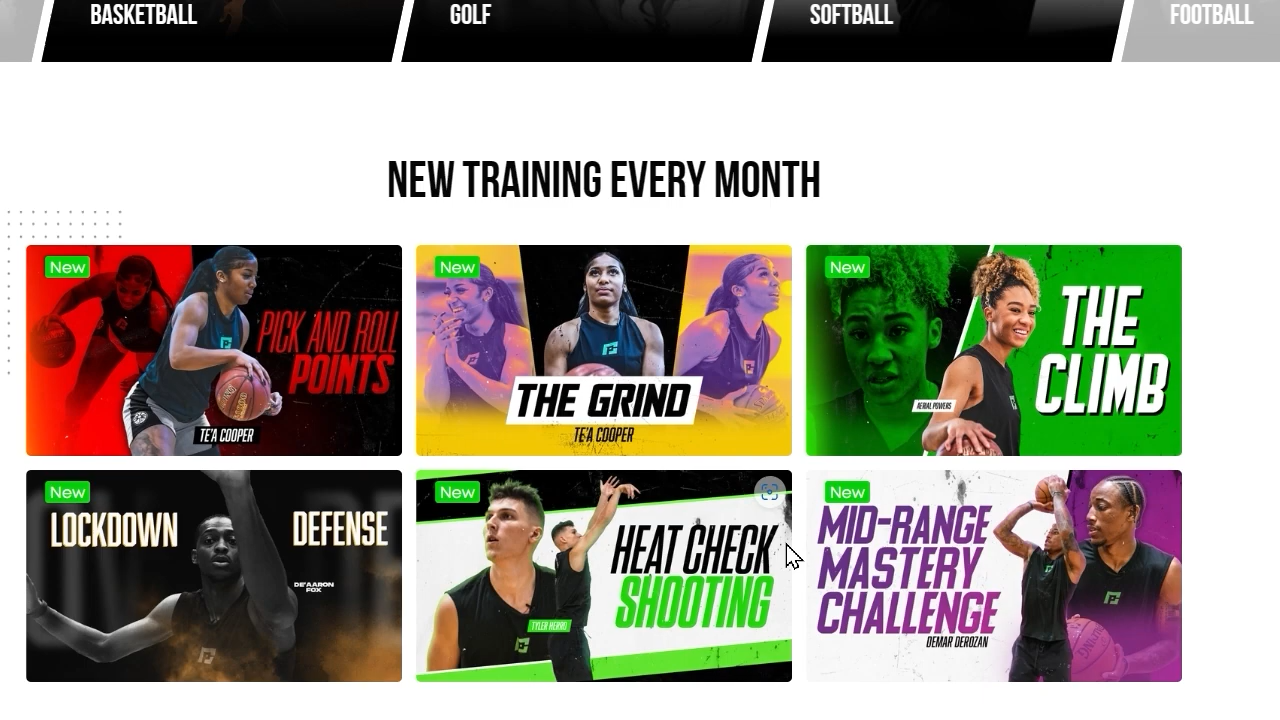 BASKETBALL
GOLF
SOFTBALL
FOOTBALL
NEW TRAINING EVERY MONTH
New
PICK AND ROLL
POINTS
TE'A COOPER
New
THE GRIND
TE'A COOPER
New
THE
CLIMB
AERIAL POWERS
New
LOCKDOWN DEFENSE
DE'AARON
FOX
New
HEAT CHECK
SHOOTING
TYLER HERRO
New
MID-RANGE
MASTERY
CHALLENGE
DEMAR DEROZAN